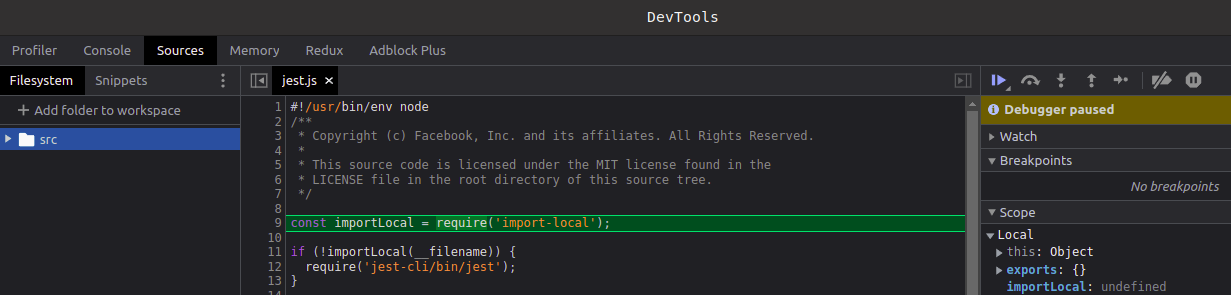 DevTools
Profiler Console Sources Memory Redux Adblock Plus
Filesystem Snippets
jest.js ×
+ Add folder to workspace
src
1 #!/usr/bin/env node
2 /**
3  * Copyright (c) Facebook, Inc. and its affiliates. All Rights Reserved.
4  *
5  * This source code is licensed under the MIT license found in the
6  * LICENSE file in the root directory of this source tree.
7  */
8
9 const importLocal = require('import-local');
10
11 if (!importLocal(__filename)) {
12   require('jest-cli/bin/jest');
13 }
14
Debugger paused
Watch
Breakpoints
No breakpoints
Scope
Local
this: Object
exports: {}
importLocal: undefined